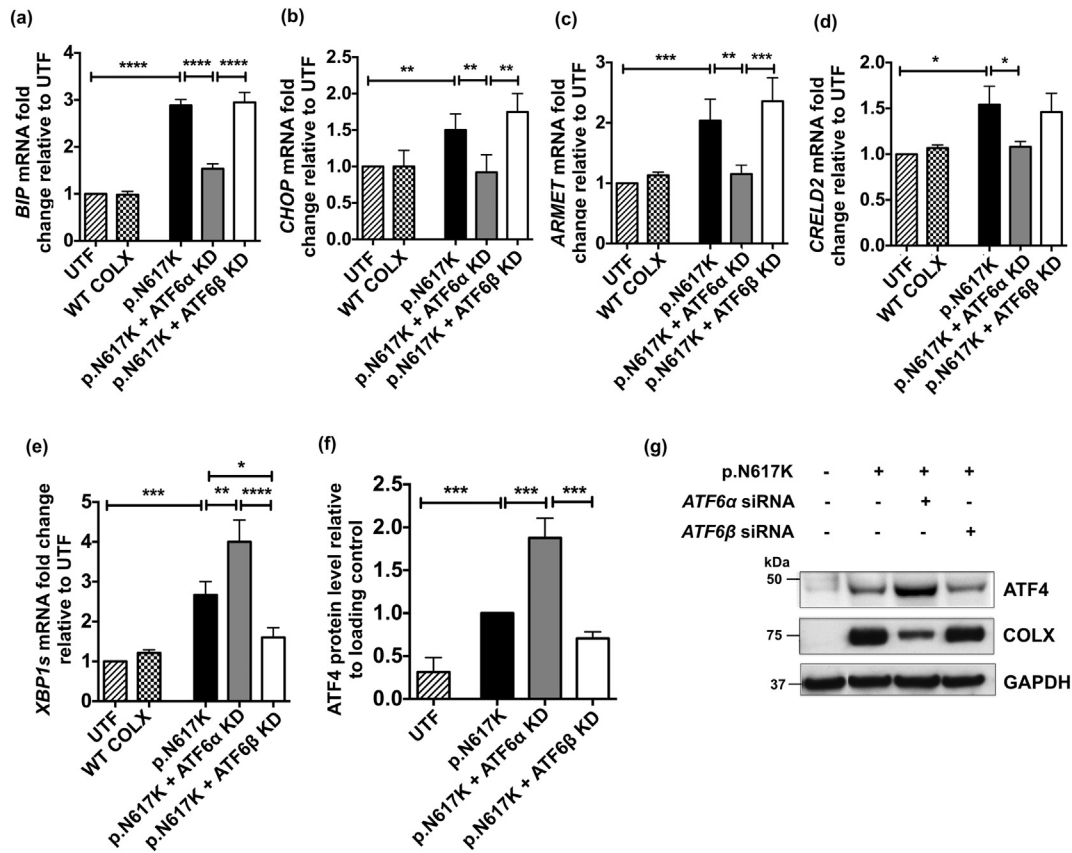 (a)
BIP mRNA fold
change relative to UTF
4
3
2
1
0
**** **** ****
UTF
WT COLX
p.N617K
p.N617K + ATF6α KD
p.N617K + ATF6β KD
(b)
CHOP mRNA fold
change relative to UTF
2.5
2.0
1.5
1.0
0.5
0.0
** ** **
UTF
WT COLX
p.N617K
p.N617K + ATF6α KD
p.N617K + ATF6β KD
(c)
ARMET mRNA fold
change relative to UTF
3
2
1
0
*** ** ***
UTF
WT COLX
p.N617K
p.N617K + ATF6α KD
p.N617K + ATF6β KD
(d)
CRELD2 mRNA fold
change relative to UTF
2.0
1.5
1.0
0.5
0.0
* *
UTF
WT COLX
p.N617K
p.N617K + ATF6α KD
p.N617K + ATF6β KD
(e)
XBP1s mRNA fold change
relative to UTF
5
4
3
2
1
0
*
*** ** ****
UTF
WT COLX
p.N617K
p.N617K + ATF6α KD
p.N617K + ATF6β KD
(f)
ATF4 protein level relative
to loading control
2.5
2.0
1.5
1.0
0.5
0.0
*** *** ***
UTF
p.N617K
p.N617K + ATF6α KD
p.N617K + ATF6β KD
(g)
p.N617K - + + +
ATF6α siRNA - - + -
ATF6β siRNA - - - +
kDa
50 ATF4
75 COLX
37 GAPDH